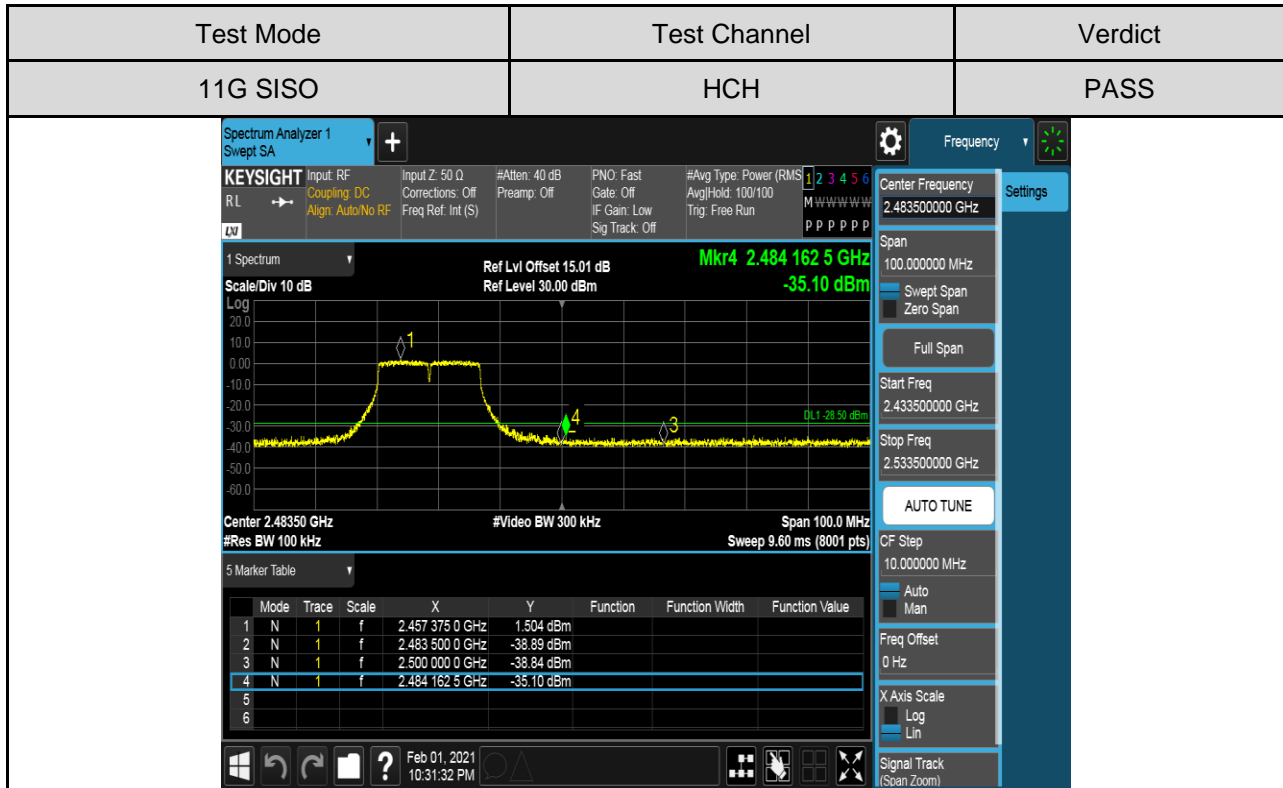 Test Mode Test Channel Verdict
11G SISO HCH PASS
Spectrum Analyzer 1
Swept SA
+
Frequency
KEYSIGHT Input: RF Input Z: 50 Ω #Atten: 40 dB PNO: Fast #Avg Type: Power (RMS 1 2 3 4 5 6
RL Coupling: DC Corrections: Off Preamp: Off Gate: Off Avg|Hold: 100/100 M W W W W W
Align: Auto/No RF Freq Ref: Int (S) IF Gain: Low Trig: Free Run
LXI Sig Track: Off P P P P P P
Center Frequency
2.483500000 GHz
Settings
Span
100.000000 MHz
Swept Span
Zero Span
Full Span
Start Freq
2.433500000 GHz
Stop Freq
2.533500000 GHz
AUTO TUNE
CF Step
10.000000 MHz
Auto
Man
Freq Offset
0 Hz
X Axis Scale
Log
Lin
Signal Track
(Span Zoom)
1 Spectrum
Ref Lvl Offset 15.01 dB Mkr4 2.484 162 5 GHz
Scale/Div 10 dB Ref Level 30.00 dBm -35.10 dBm
Log
20.0
10.0
0.00
-10.0
-20.0
-30.0
-40.0
-50.0
-60.0
1
4
3
DL1 -28.50 dBm
Center 2.48350 GHz #Video BW 300 kHz Span 100.0 MHz
#Res BW 100 kHz Sweep 9.60 ms (8001 pts)
5 Marker Table
Mode Trace Scale X Y Function Function Width Function Value
1 N 1 f 2.457 375 0 GHz 1.504 dBm
2 N 1 f 2.483 500 0 GHz -38.89 dBm
3 N 1 f 2.500 000 0 GHz -38.84 dBm
4 N 1 f 2.484 162 5 GHz -35.10 dBm
5
6
? Feb 01, 2021
10:31:32 PM